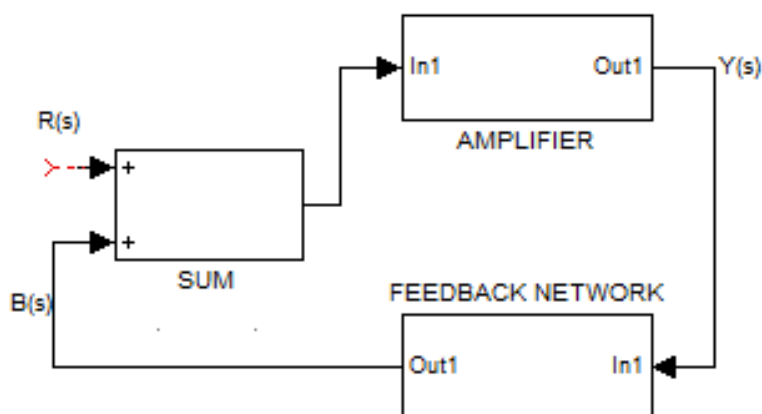 In1 Out1 Y(s)
AMPLIFIER
R(s)
+
+
SUM
FEEDBACK NETWORK
B(s)
Out1 In1